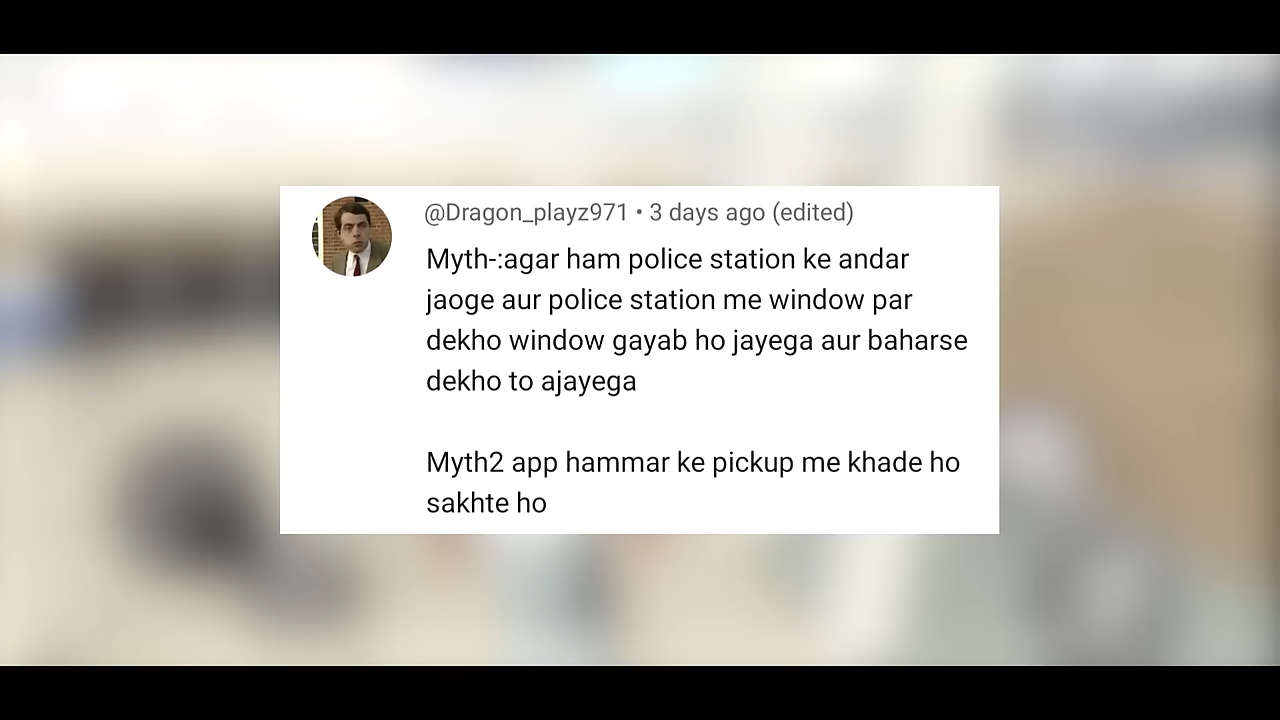 @Dragon_playz971 • 3 days ago (edited)
Myth-:agar ham police station ke andar
jaoge aur police station me window par
dekho window gayab ho jayega aur baharse
dekho to ajayega
Myth2 app hammar ke pickup me khade ho
sakhte ho